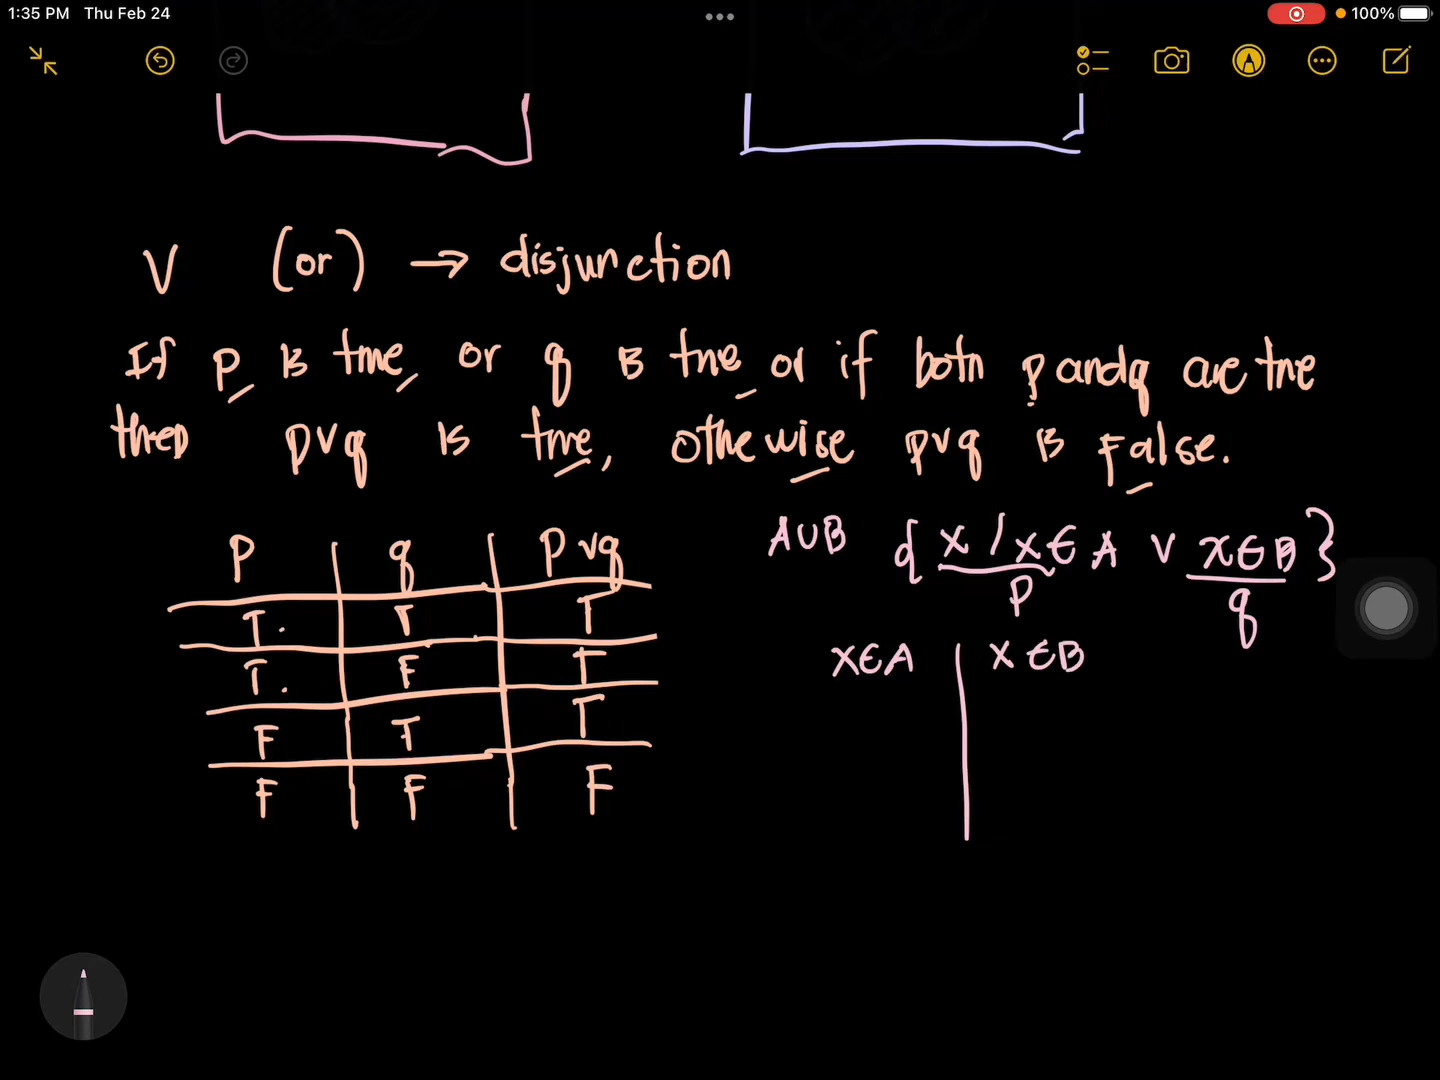 1:35 PM Thu Feb 24
100%
V (or) → disjunction
If p is true, or q is true or if both p and q are true
then p∨q is true, otherwise p∨q is False.
p | q | p∨q
T. | T | T
T. | F | T
F | T | T
F | F | F
A∪B { x / x∈A ∨ x∈B }
p q
x∈A | x∈B